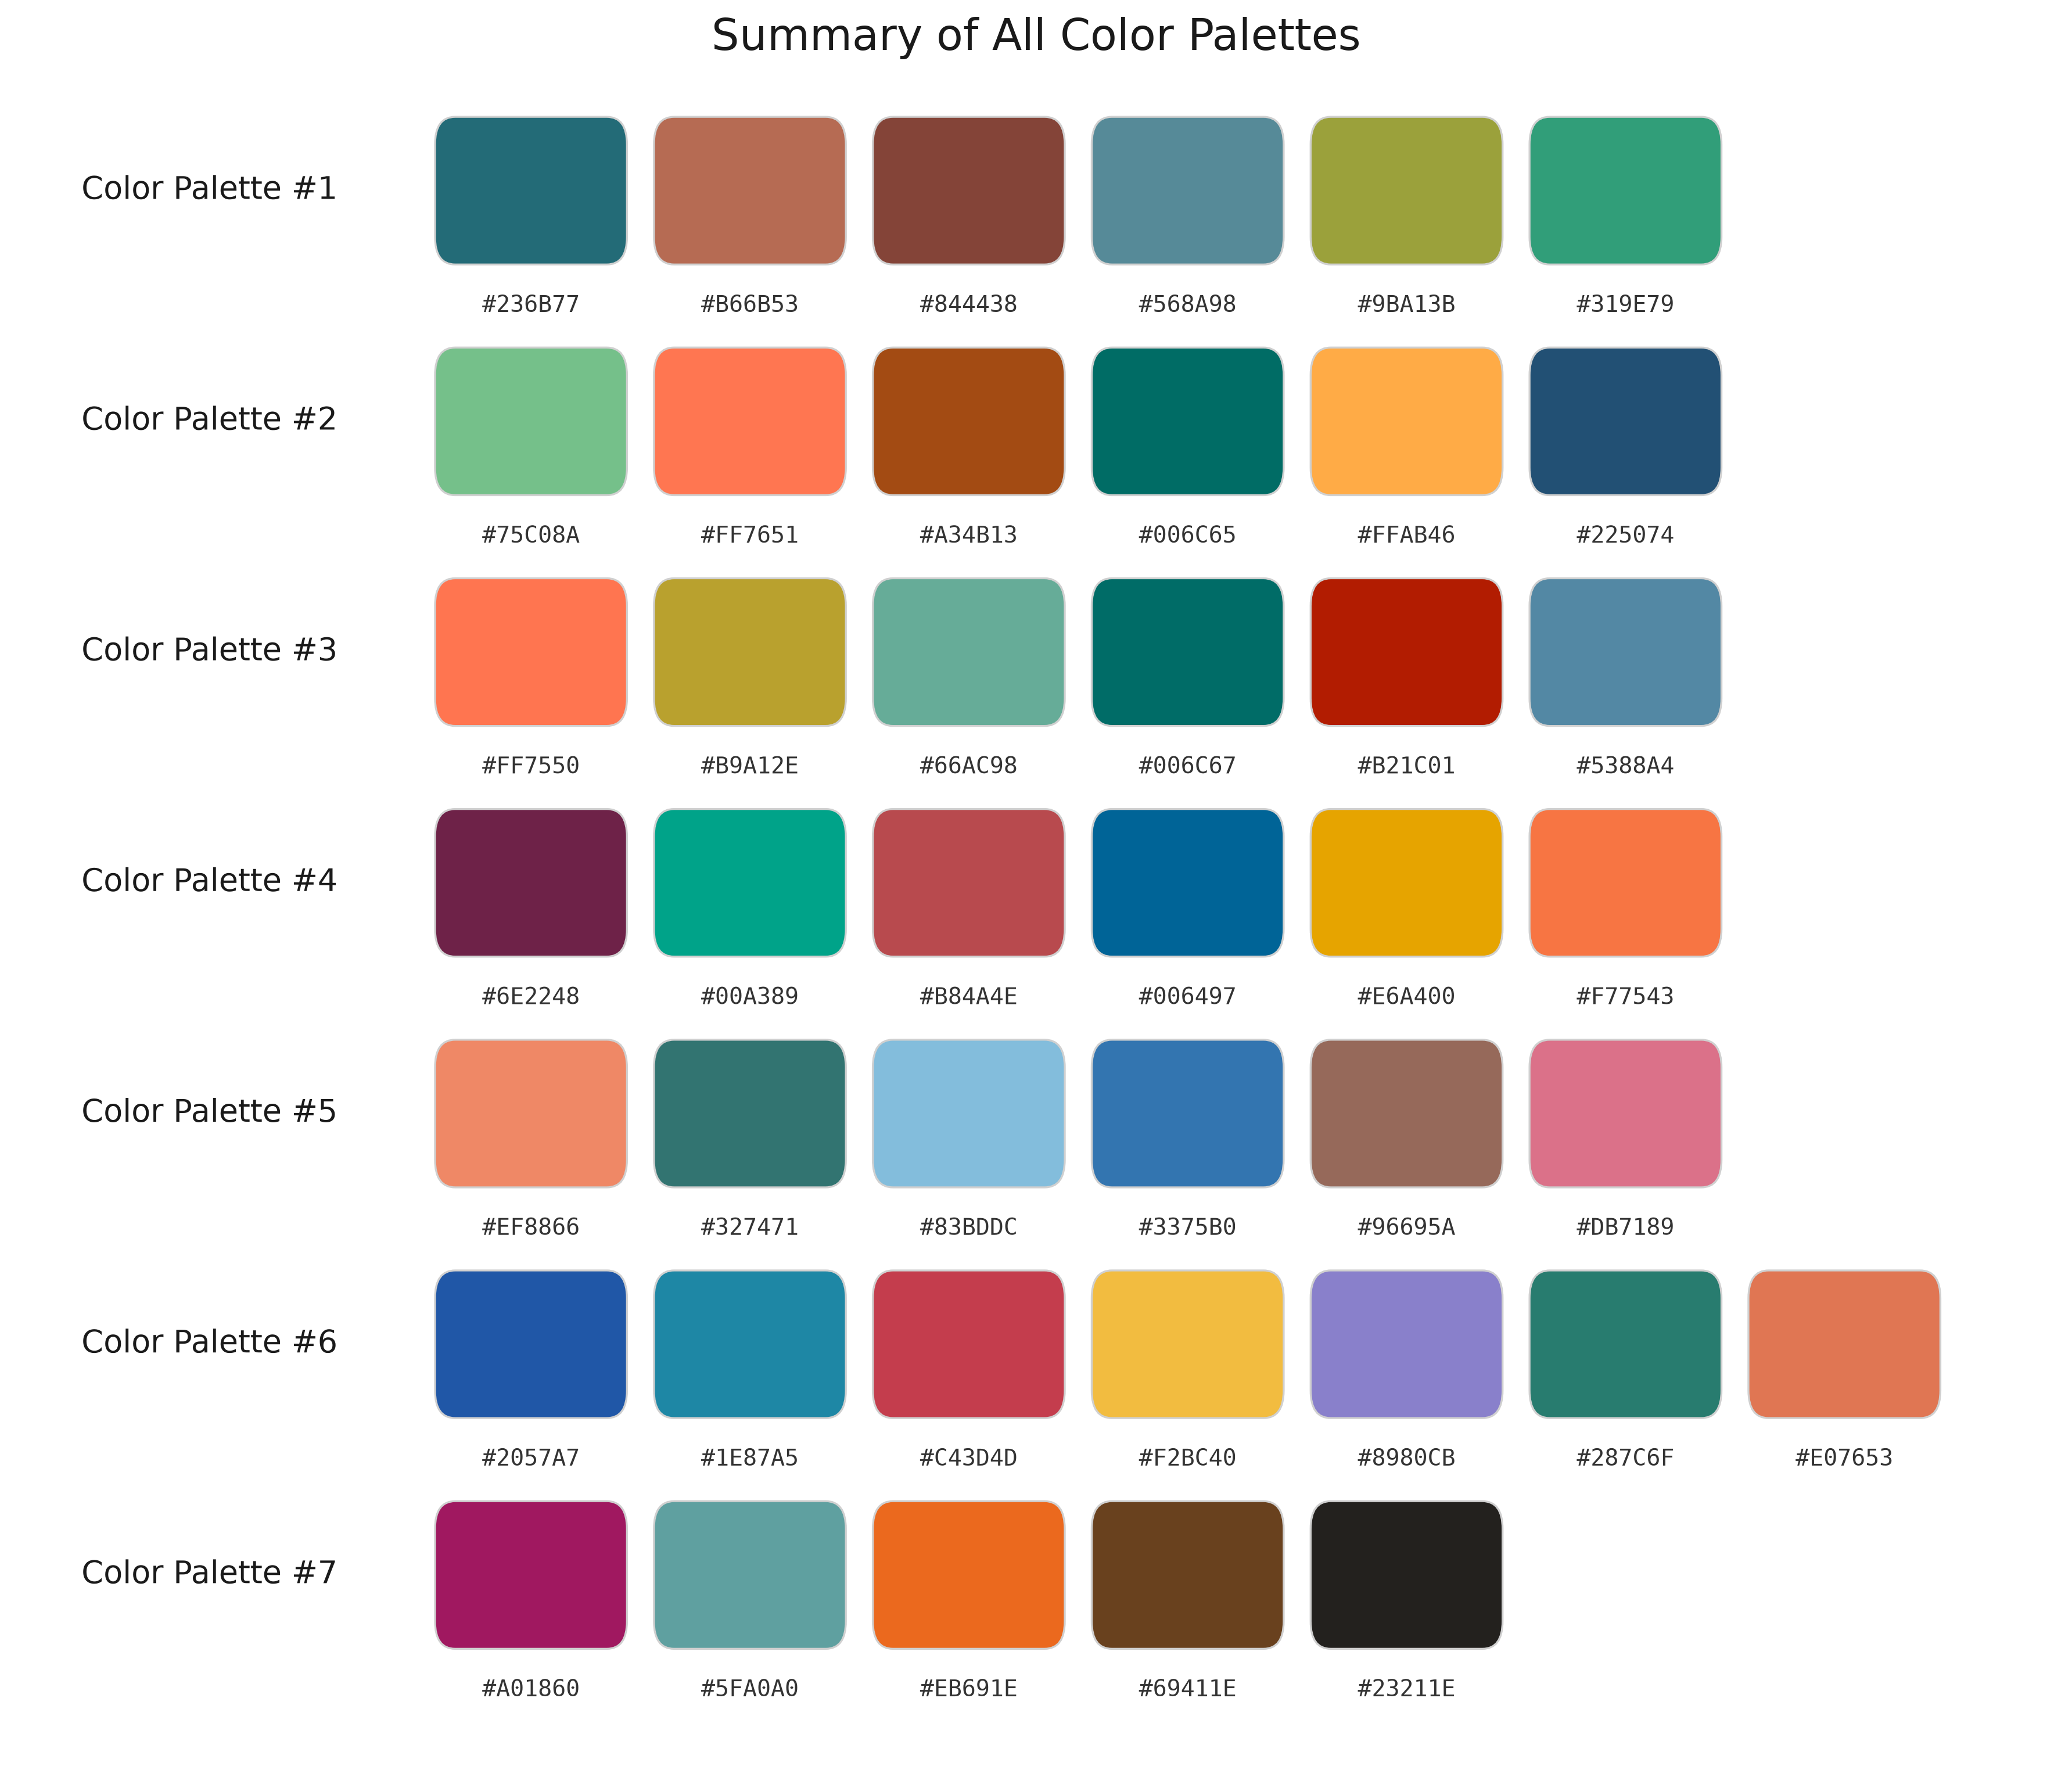 Summary of All Color Palettes
Color Palette #1
#236B77 #B66B53 #844438 #568A98 #9BA13B #319E79
Color Palette #2
#75C08A #FF7651 #A34B13 #006C65 #FFAB46 #225074
Color Palette #3
#FF7550 #B9A12E #66AC98 #006C67 #B21C01 #5388A4
Color Palette #4
#6E2248 #00A389 #B84A4E #006497 #E6A400 #F77543
Color Palette #5
#EF8866 #327471 #83BDDC #3375B0 #96695A #DB7189
Color Palette #6
#2057A7 #1E87A5 #C43D4D #F2BC40 #8980CB #287C6F #E07653
Color Palette #7
#A01860 #5FA0A0 #EB691E #69411E #23211E